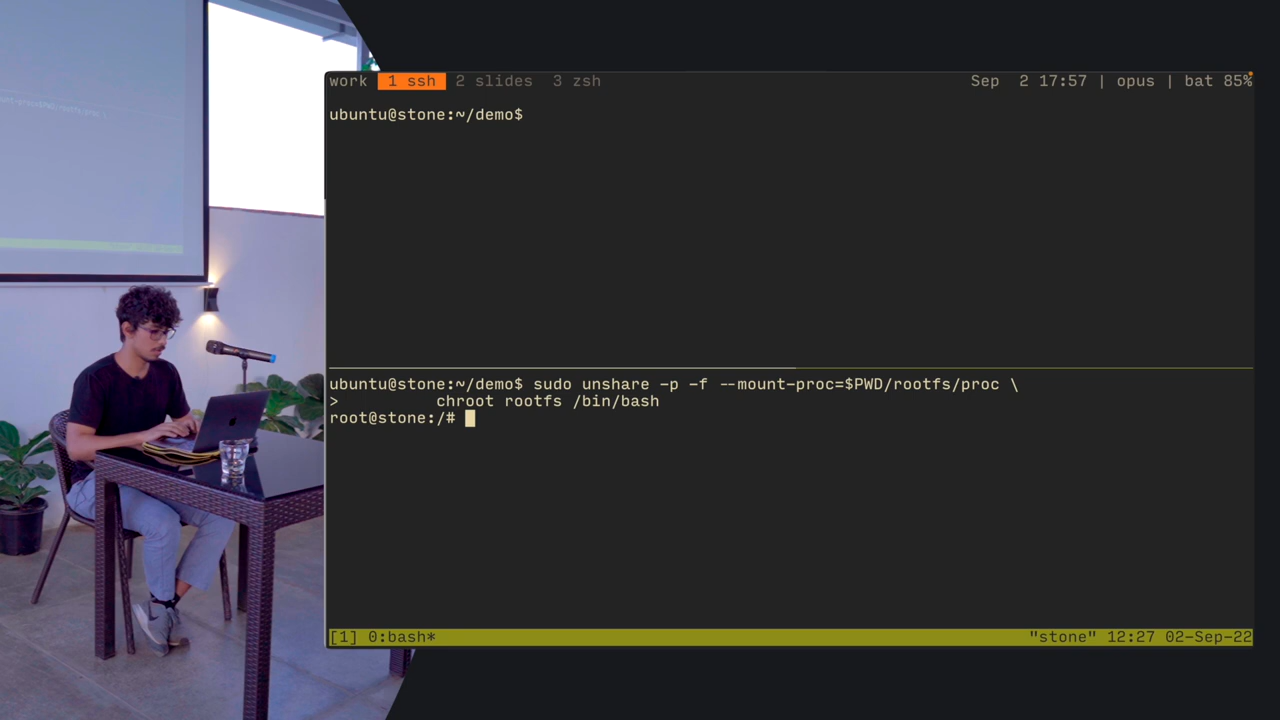 work 1 ssh 2 slides 3 zsh Sep 2 17:57 | opus | bat 85%
ubuntu@stone:~/demo$
ubuntu@stone:~/demo$ sudo unshare -p -f --mount-proc=$PWD/rootfs/proc \
> chroot rootfs /bin/bash
root@stone:/#
[1] 0:bash* "stone" 12:27 02-Sep-22